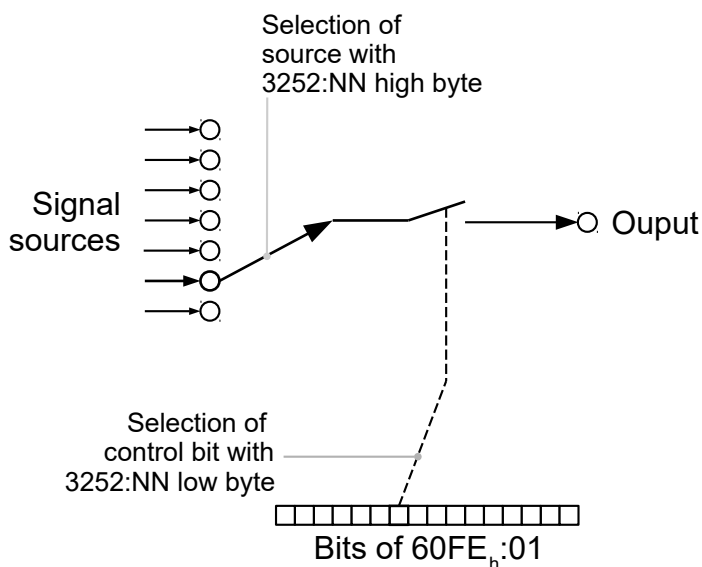 Selection of
source with
3252:NN high byte
Signal
sources
Ouput
Selection of
control bit with
3252:NN low byte
Bits of 60FEh:01